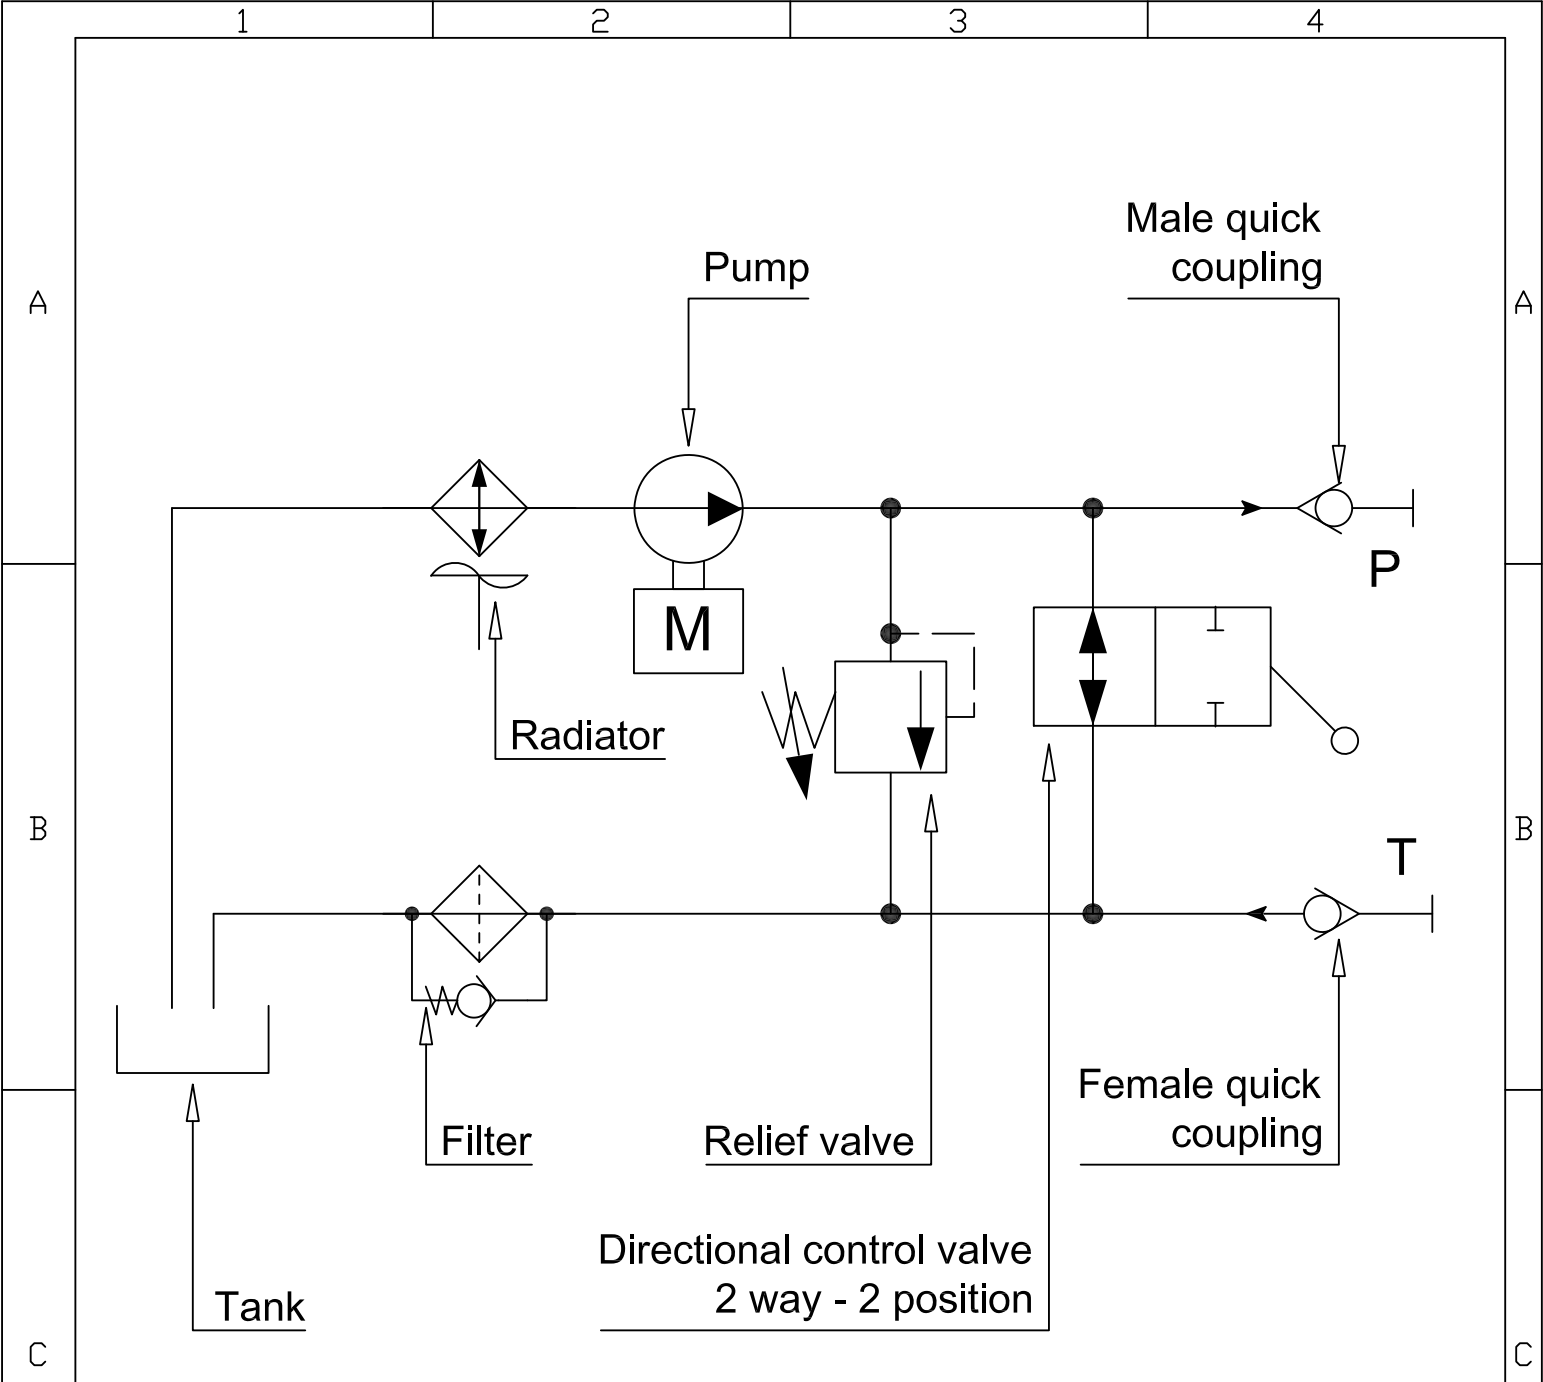 1 2 3 4
Male quick
coupling
Pump
A A
P
M
Radiator
B B
T
Female quick
coupling
Filter
Relief valve
Directional control valve
2 way - 2 position
Tank
C C